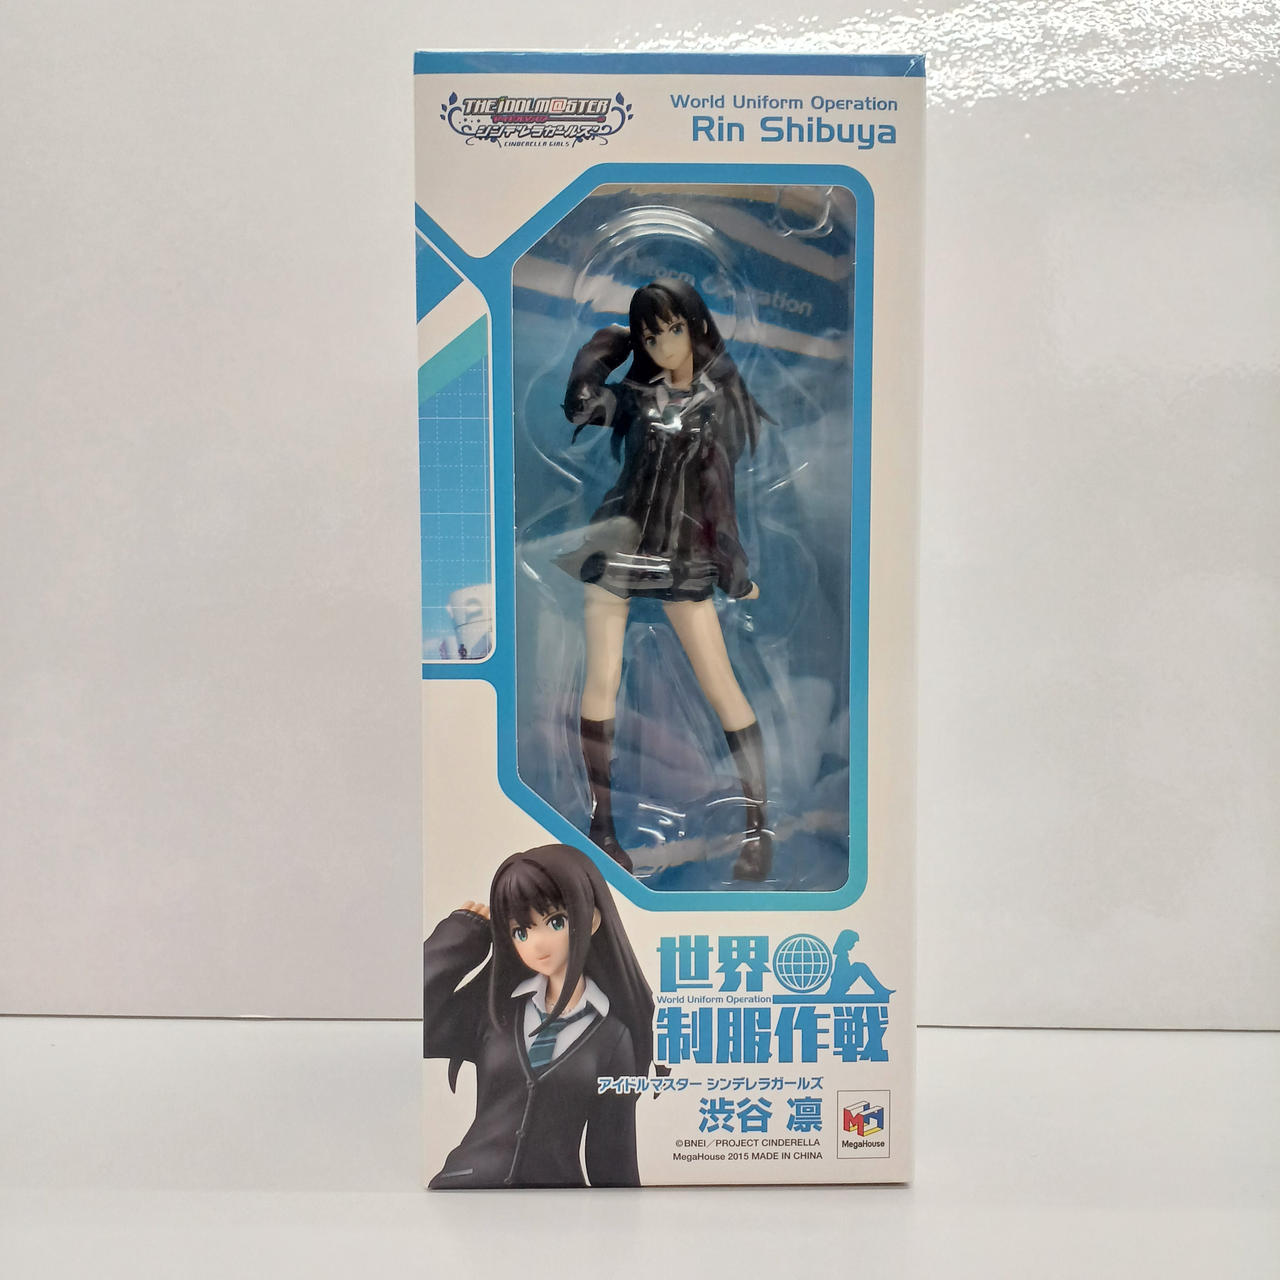 THE iDOLM@STER
シンデレラガールズ
CINDERELLA GIRLS
World Uniform Operation
Rin Shibuya
World Uniform Operation
世界
World Uniform Operation
制服作戦
アイドルマスター シンデレラガールズ
渋谷 凛
©BNEI／PROJECT CINDERELLA
MegaHouse 2015 MADE IN CHINA
MegaHouse